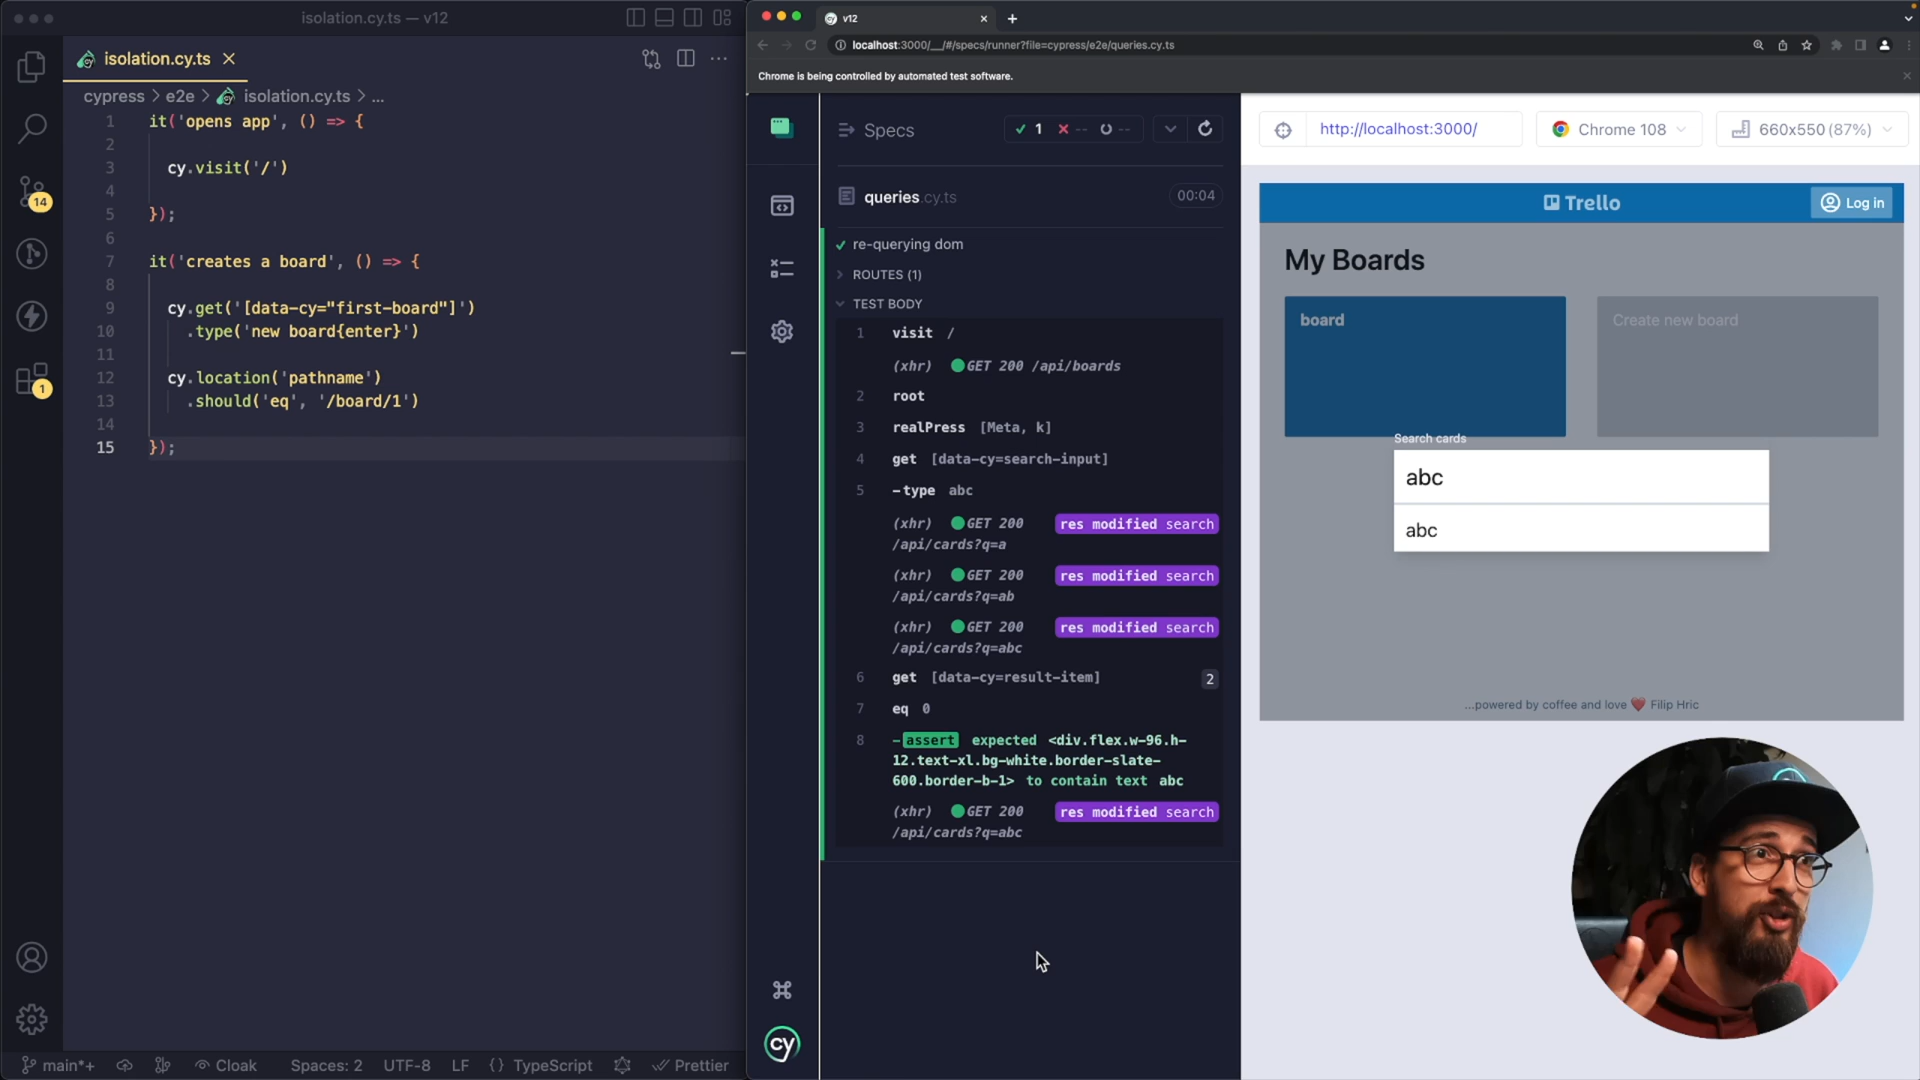 isolation.cy.ts — v12
isolation.cy.ts
cypress > e2e > isolation.cy.ts > ...
1 it('opens app', () => {
2
3 cy.visit('/')
4
5 });
6
7 it('creates a board', () => {
8
9 cy.get('[data-cy="first-board"]')
10 .type('new board{enter}')
11
12 cy.location('pathname')
13 .should('eq', '/board/1')
14
15 });
14
1
main*+
Cloak
Spaces: 2
UTF-8
LF
{} TypeScript
Prettier
v12
localhost:3000/__/#/specs/runner?file=cypress/e2e/queries.cy.ts
Chrome is being controlled by automated test software.
Specs
1 -- --
queries.cy.ts 00:04
re-querying dom
ROUTES (1)
TEST BODY
1 visit /
(xhr) GET 200 /api/boards
2 root
3 realPress [Meta, k]
4 get [data-cy=search-input]
5 -type abc
(xhr) GET 200 res modified search
/api/cards?q=a
(xhr) GET 200 res modified search
/api/cards?q=ab
(xhr) GET 200 res modified search
/api/cards?q=abc
6 get [data-cy=result-item] 2
7 eq 0
8 -assert expected <div.flex.w-96.h-
12.text-xl.bg-white.border-slate-
600.border-b-1> to contain text abc
(xhr) GET 200 res modified search
/api/cards?q=abc
cy
http://localhost:3000/
Chrome 108
660x550 (87%)
Trello
Log in
My Boards
board
Create new board
Search cards
abc
abc
...powered by coffee and love ❤️ Filip Hric